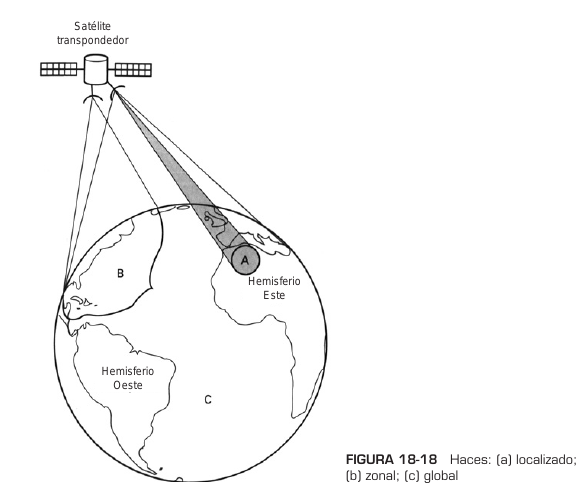 Satélite
transpondedor
B
A
Hemisferio
Este
Hemisferio
Oeste
C
FIGURA 18-18 Haces: (a) localizado;
(b) zonal; (c) global